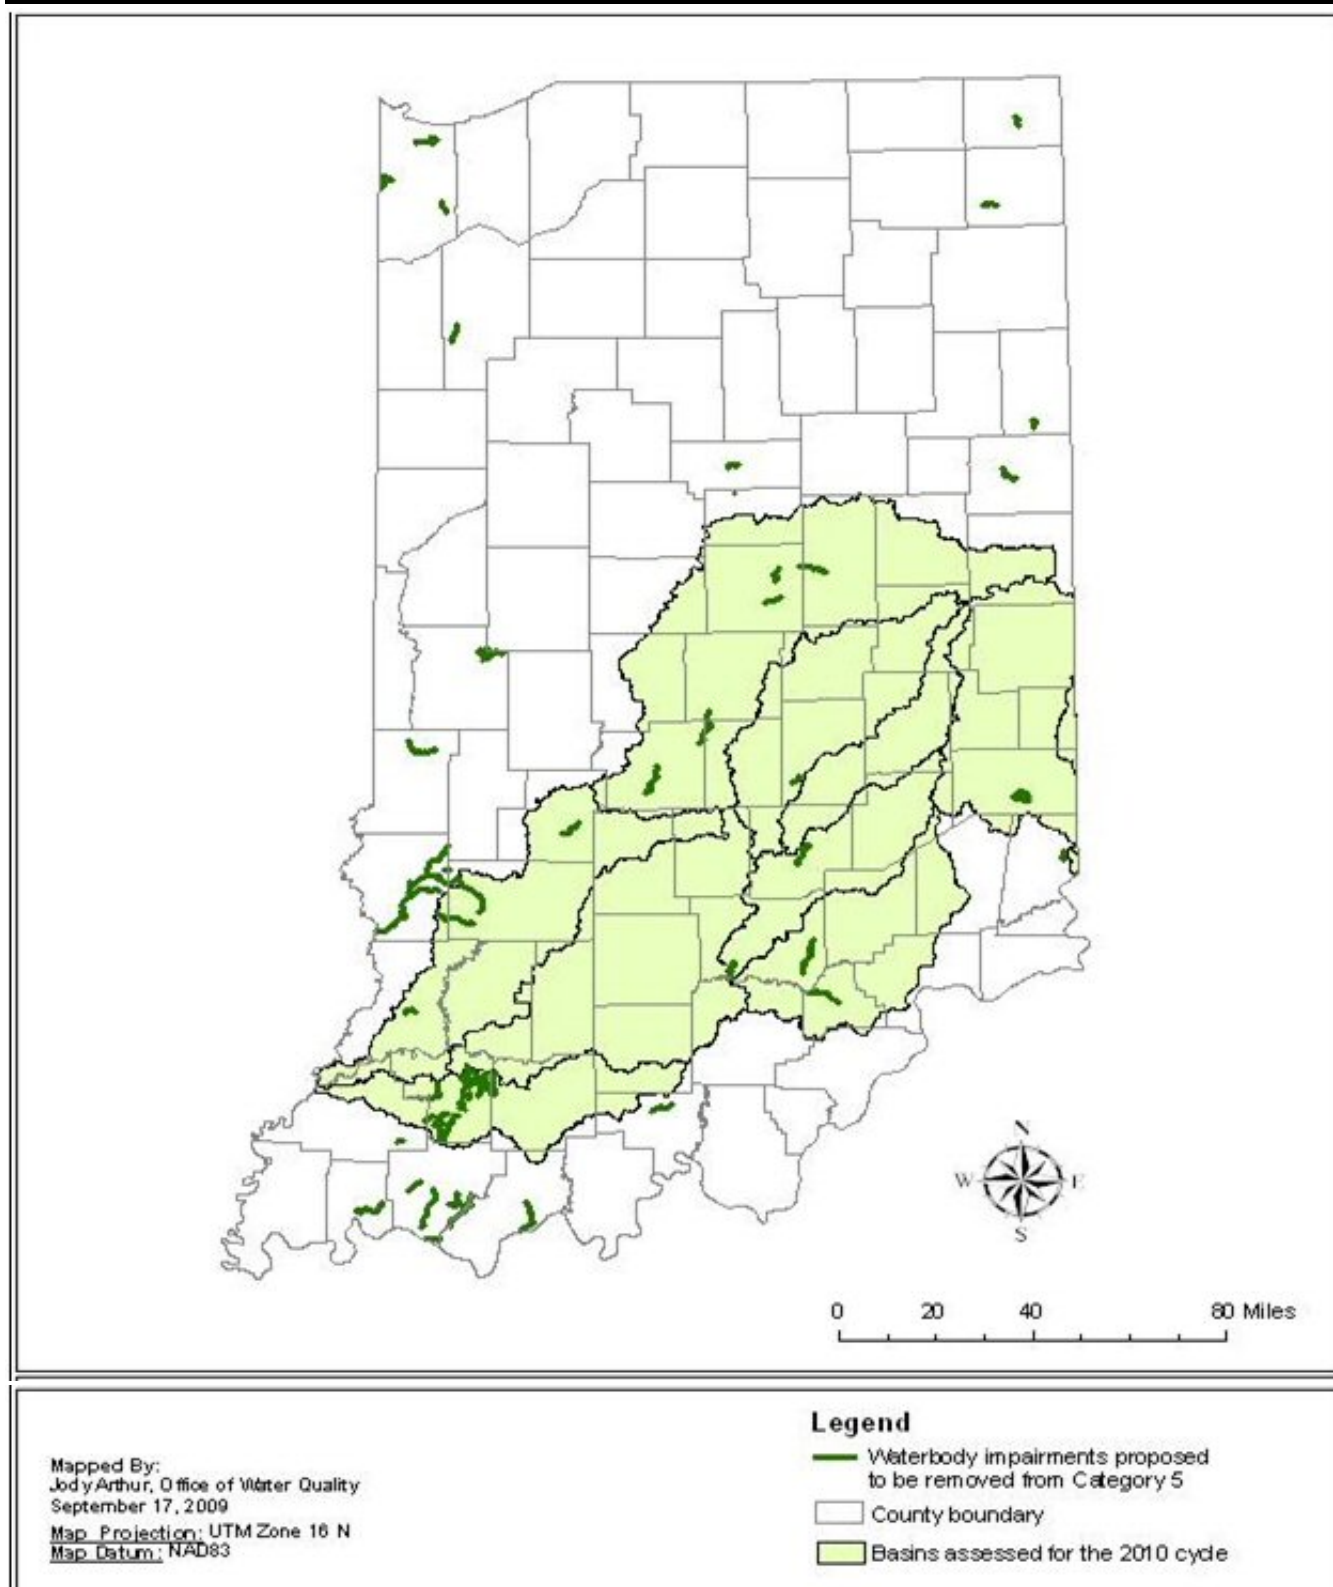 N
W E
S
0 20 40 80 Miles
Mapped By:
Jody Arthur, Office of Water Quality
September 17, 2009
Map Projection: UTM Zone 16 N
Map Datum: NAD83
Legend
Waterbody impairments proposed
to be removed from Category 5
County boundary
Basins assessed for the 2010 cycle